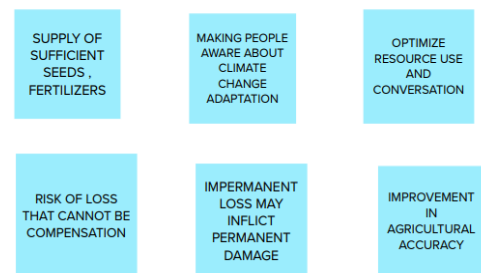 SUPPLY OF
SUFFICIENT
SEEDS ,
FERTILIZERS
MAKING PEOPLE
AWARE ABOUT
CLIMATE
CHANGE
ADAPTATION
OPTIMIZE
RESOURCE USE
AND
CONVERSATION
RISK OF LOSS
THAT CANNOT BE
COMPENSATION
IMPERMANENT
LOSS MAY
INFLICT
PERMANENT
DAMAGE
IMPROVEMENT
IN
AGRICULTURAL
ACCURACY